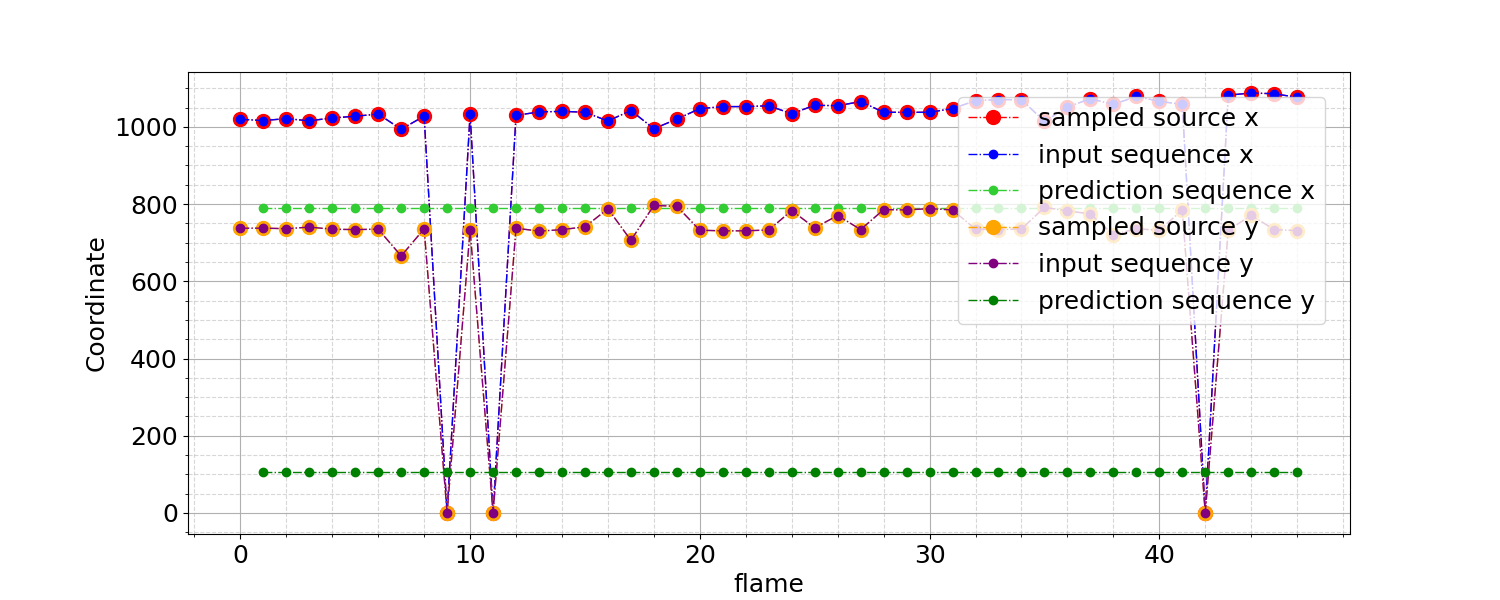 1000
800
600
400
200
0
Coordinate
0 10 20 30 40
flame
sampled source x
input sequence x
prediction sequence x
sampled source y
input sequence y
prediction sequence y